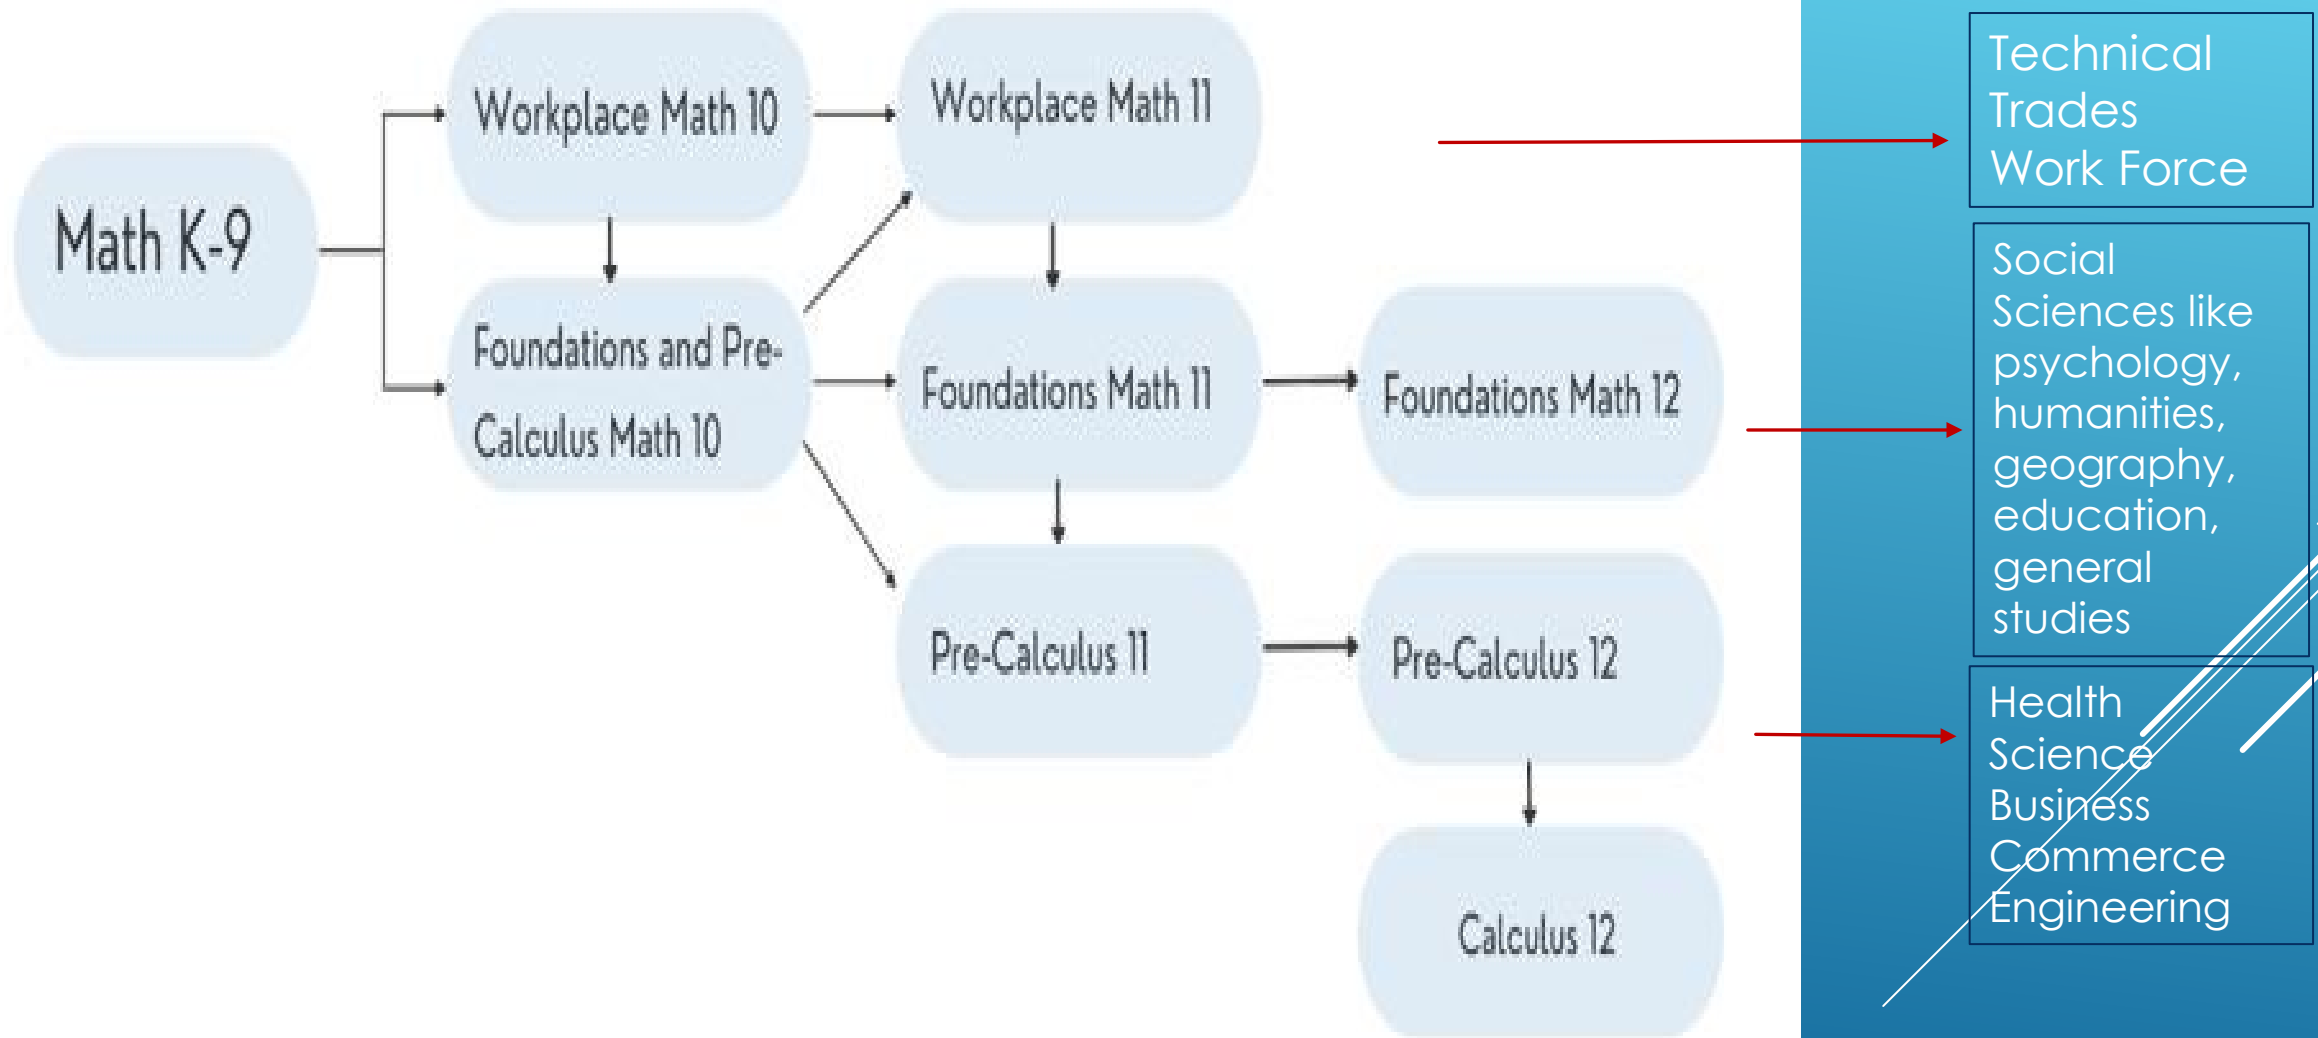 Math K-9
Workplace Math 10
Workplace Math 11
Foundations and Pre-
Calculus Math 10
Foundations Math 11
Foundations Math 12
Pre-Calculus 11
Pre-Calculus 12
Calculus 12
Technical
Trades
Work Force
Social
Sciences like
psychology,
humanities,
geography,
education,
general
studies
Health
Science
Business
Commerce
Engineering